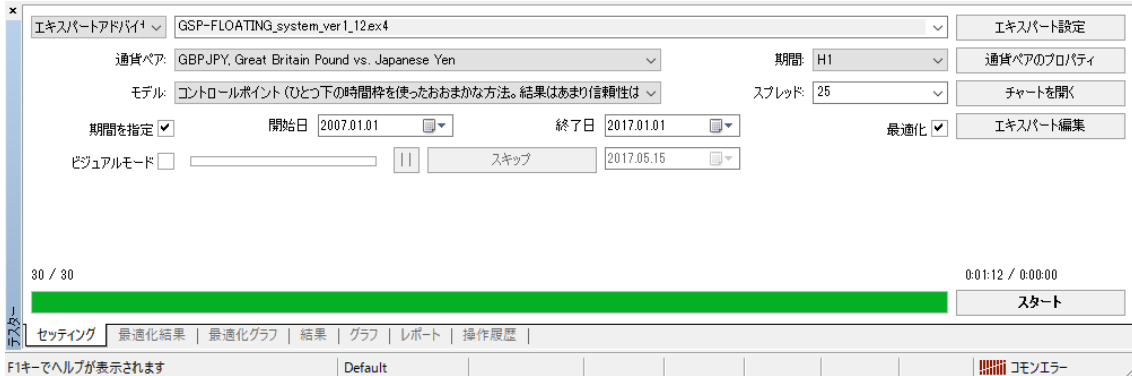 エキスパートアドバイ
GSP-FLOATING_system_ver1_12.ex4
エキスパート設定
通貨ペア:
GBPJPY, Great Britain Pound vs. Japanese Yen
期間:
H1
通貨ペアのプロパティ
モデル:
コントロールポイント (ひとつ下の時間枠を使ったおおまかな方法。結果はあまり信頼性は
スプレッド:
25
チャートを開く
期間を指定
開始日
2007.01.01
終了日
2017.01.01
最適化
エキスパート編集
ビジュアルモード
スキップ
2017.05.15
30 / 30
0:01:12 / 0:00:00
スタート
テスター
セッティング | 最適化結果 | 最適化グラフ | 結果 | グラフ | レポート | 操作履歴 |
F1キーでヘルプが表示されます
Default
コモンエラー